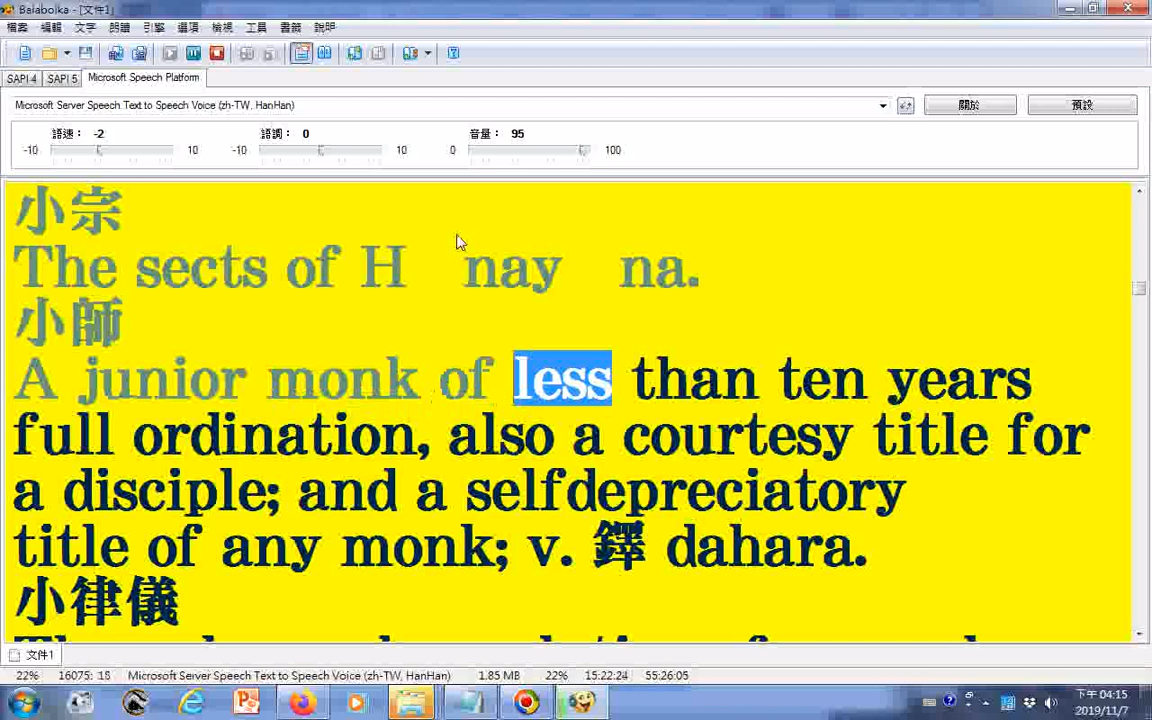 Balabolka - [文件1]
檔案 編輯 文字 朗讀 引擎 選項 檢視 工具 書籤 說明
SAPI 4 SAPI 5 Microsoft Speech Platform
Microsoft Server Speech Text to Speech Voice (zh-TW, HanHan) 關於 預設
語速： -2 語調： 0 音量： 95
-10 10 -10 10 0 100
小宗
The sects of H nay na.
小師
A junior monk of less than ten years
full ordination, also a courtesy title for
a disciple; and a selfdepreciatory
title of any monk; v. 鐸 dahara.
小律儀
文件1
22% 16075: 18 Microsoft Server Speech Text to Speech Voice (zh-TW, HanHan) 1.85 MB 22% 15:22:24 55:26:05
下午 04:15
2019/11/7